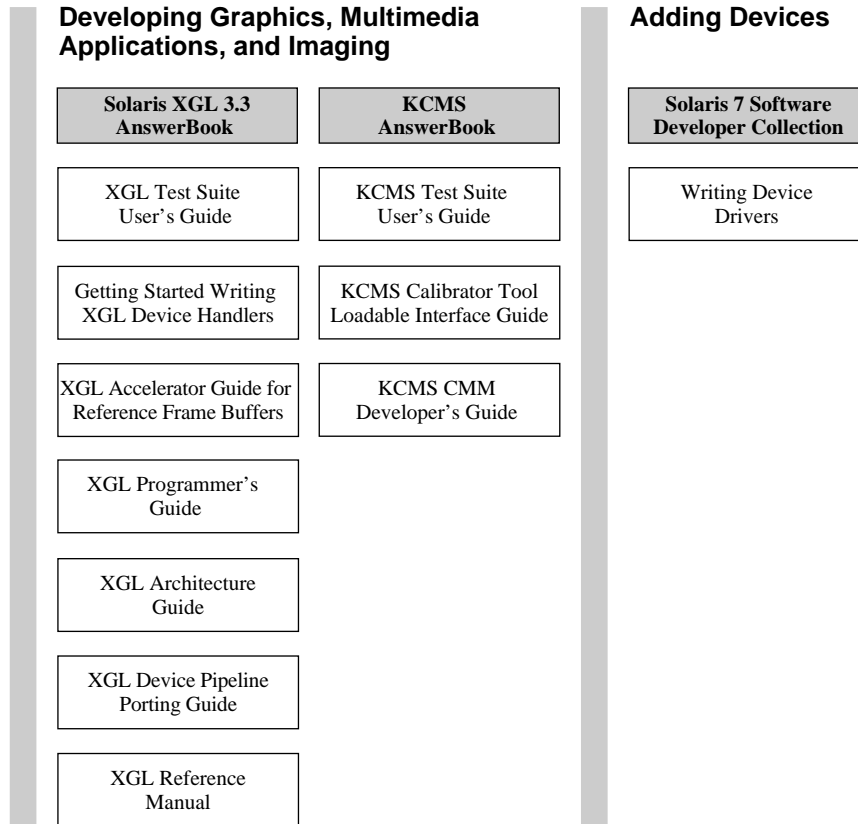 Developing Graphics, Multimedia
Applications, and Imaging
Solaris XGL 3.3
AnswerBook
XGL Test Suite
User’s Guide
Getting Started Writing
XGL Device Handlers
XGL Accelerator Guide for
Reference Frame Buffers
XGL Programmer’s
Guide
XGL Architecture
Guide
XGL Device Pipeline
Porting Guide
XGL Reference
Manual
KCMS
AnswerBook
KCMS Test Suite
User’s Guide
KCMS Calibrator Tool
Loadable Interface Guide
KCMS CMM
Developer’s Guide
Adding Devices
Solaris 7 Software
Developer Collection
Writing Device
Drivers